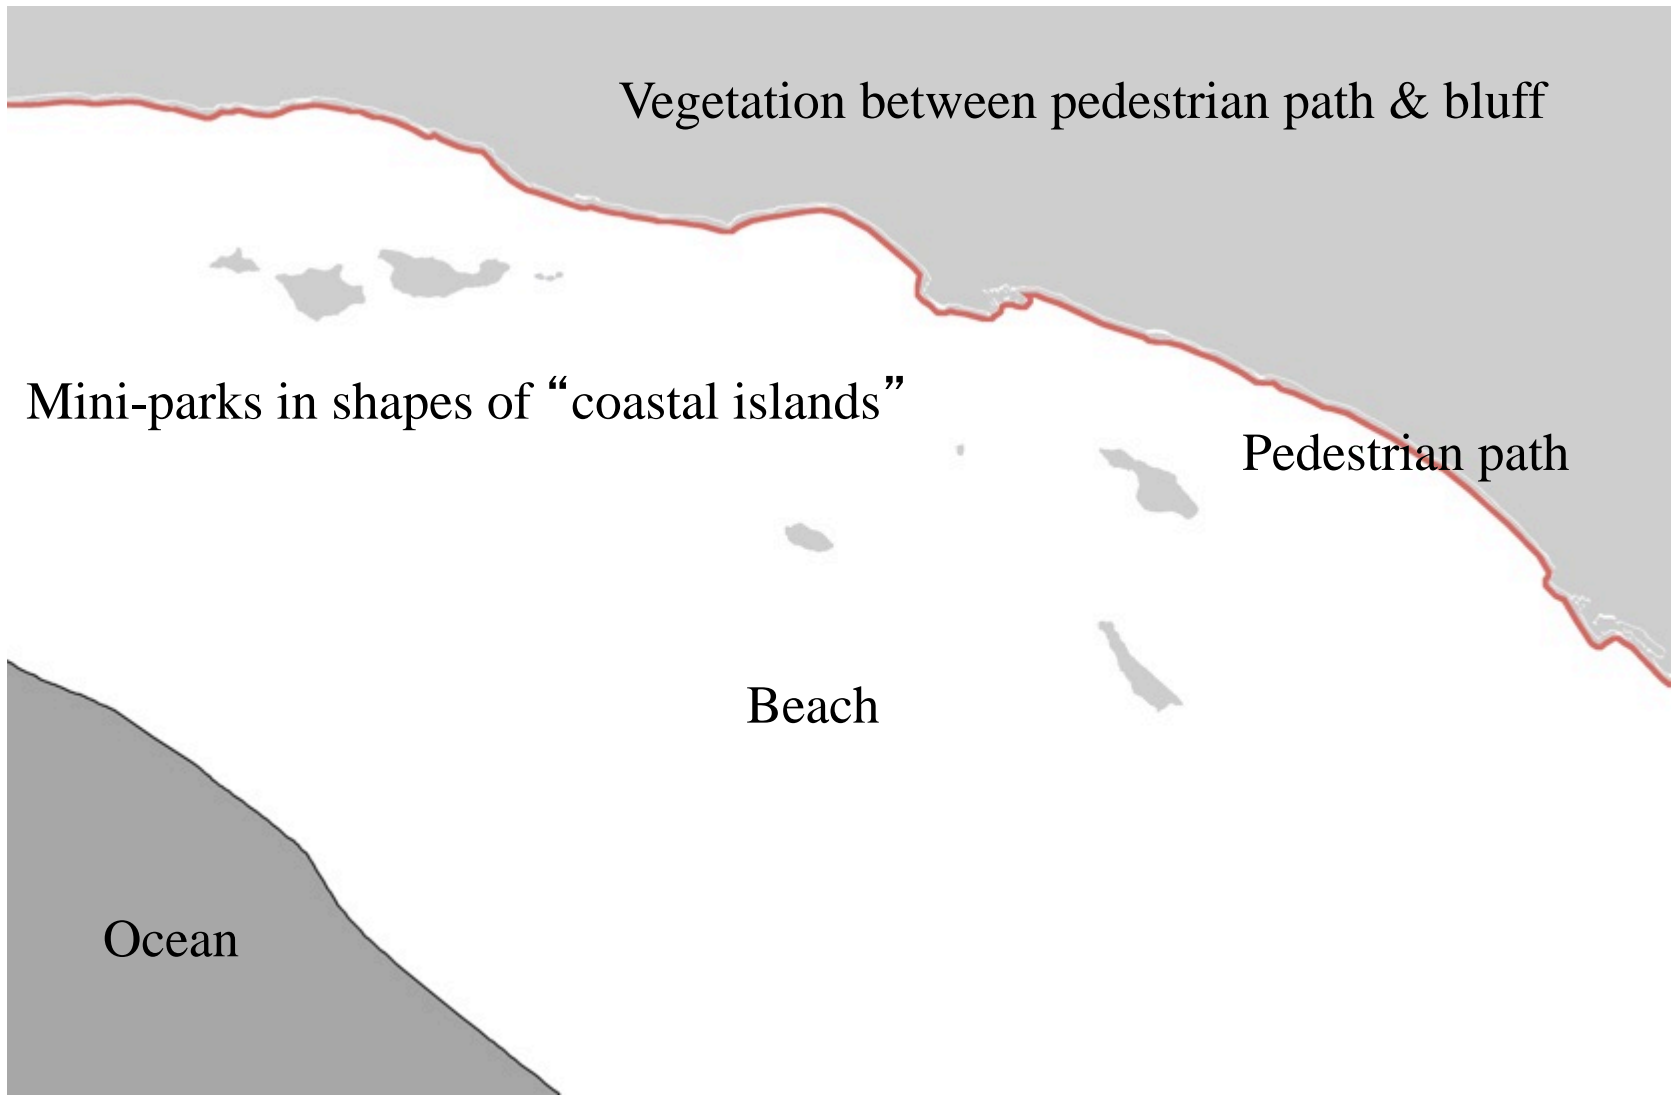 Vegetation between pedestrian path & bluff
Mini-parks in shapes of “coastal islands”
Pedestrian path
Beach
Ocean